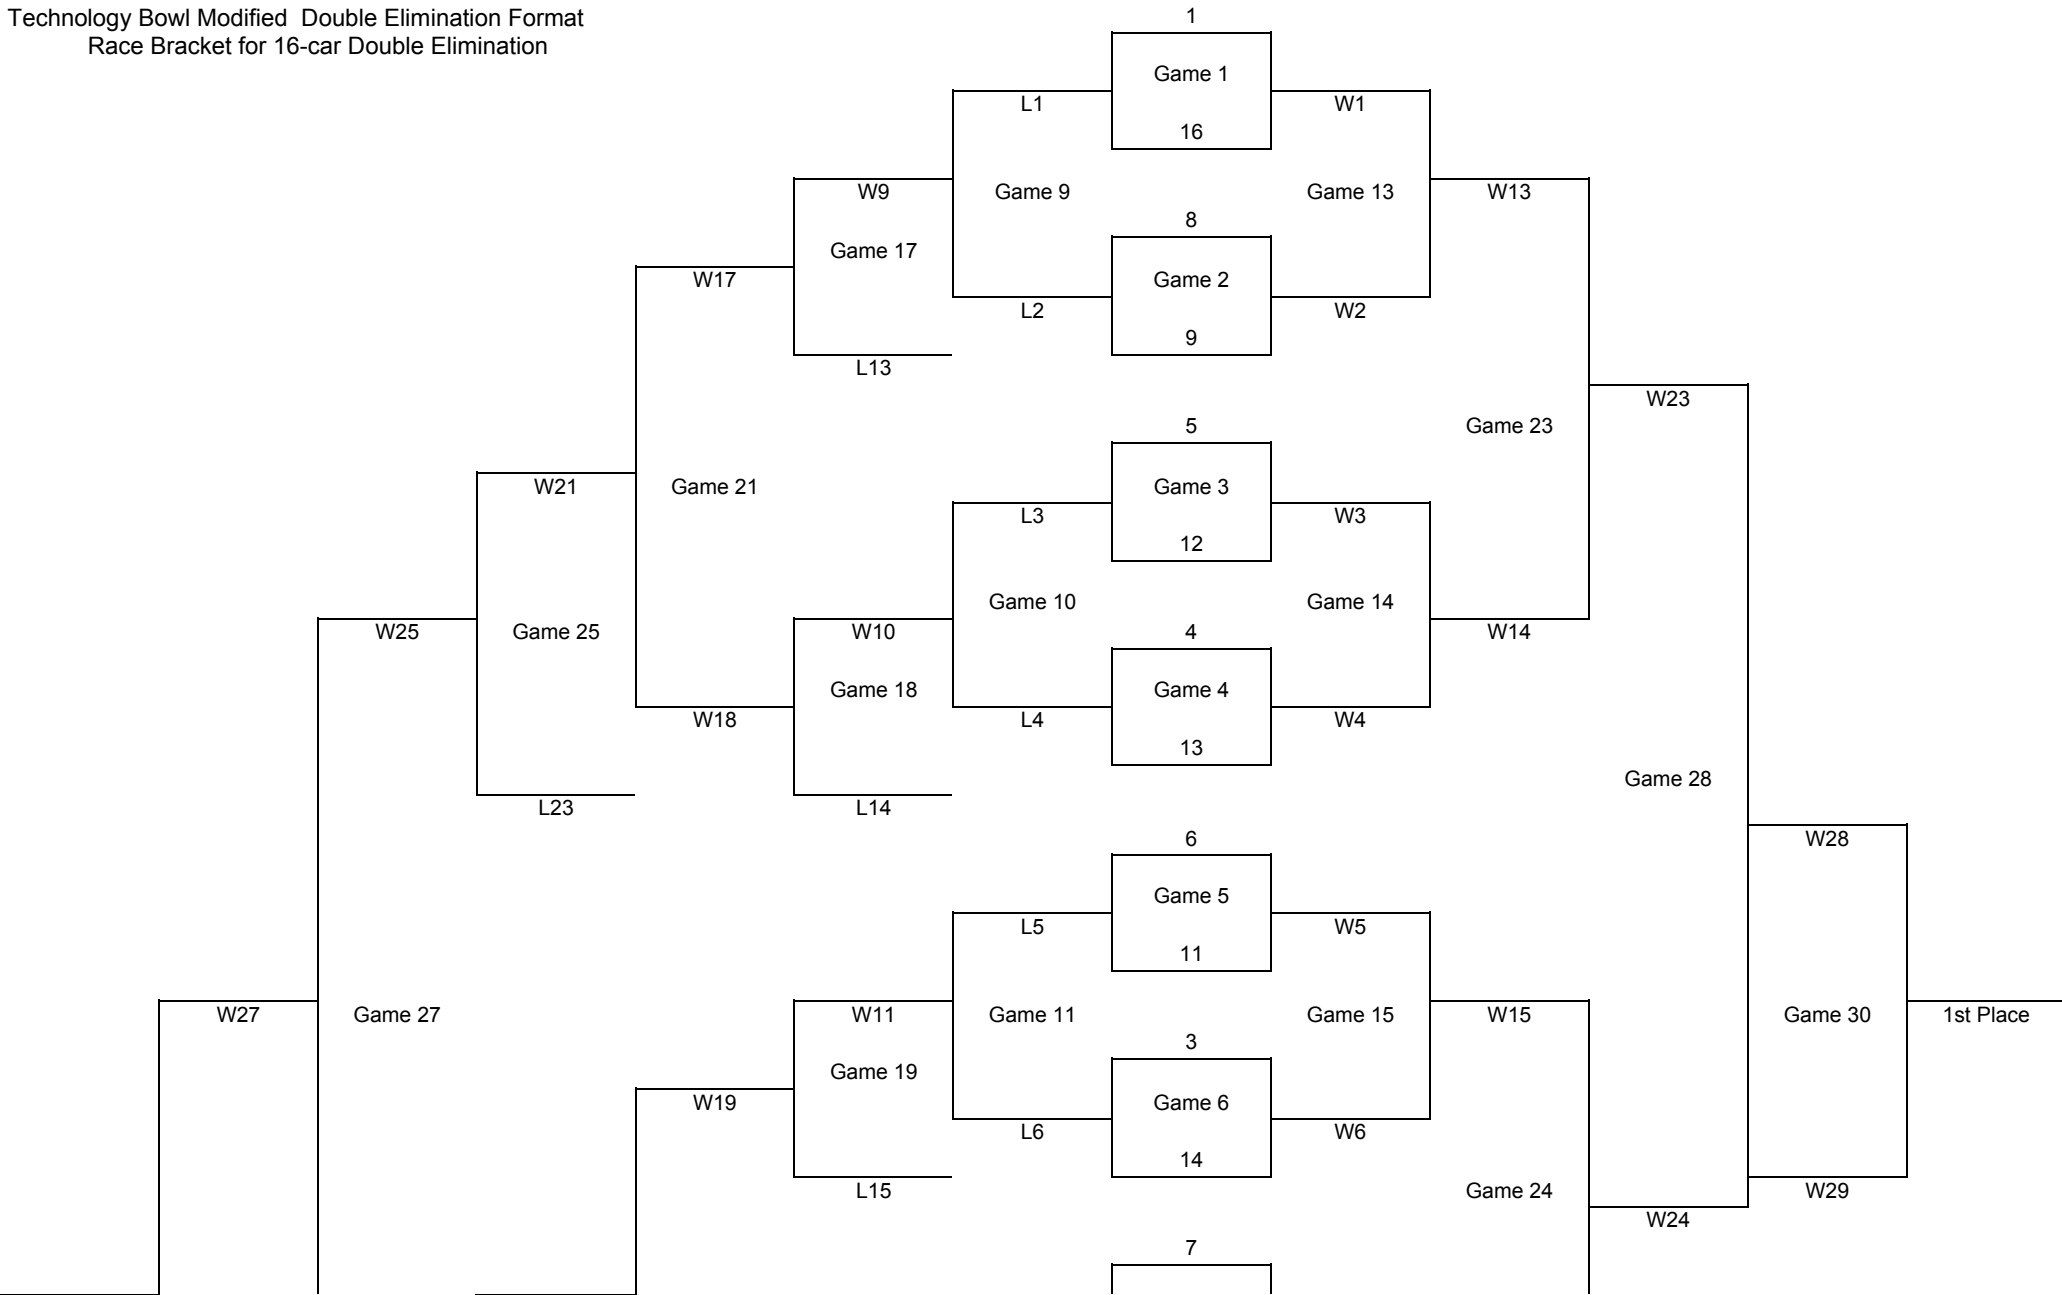 Technology Bowl Modified  Double Elimination Format
Race Bracket for 16-car Double Elimination
1
Game 1
L1
W1
16
W9
Game 9
Game 13
W13
8
Game 17
W17
Game 2
L2
W2
9
L13
W23
5
Game 23
W21
Game 21
Game 3
L3
W3
12
Game 10
Game 14
W25
Game 25
W10
4
W14
Game 18
Game 4
W18
L4
W4
13
Game 28
L23
L14
6
W28
Game 5
L5
W5
11
W27
Game 27
W11
Game 11
Game 15
W15
Game 30
1st Place
3
Game 19
W19
Game 6
L6
W6
14
L15
Game 24
W29
W24
7